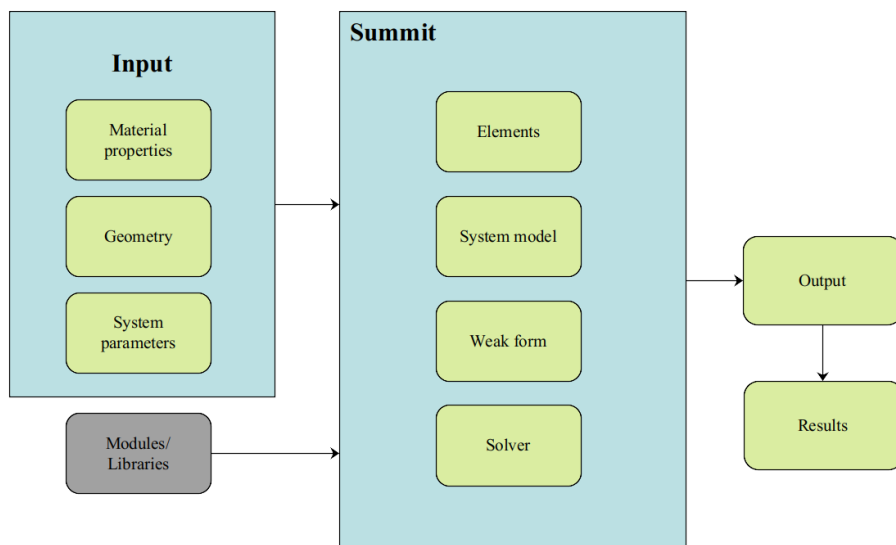 Input
Material
properties
Geometry
System
parameters
Modules/
Libraries
Summit
Elements
System model
Weak form
Solver
Output
Results